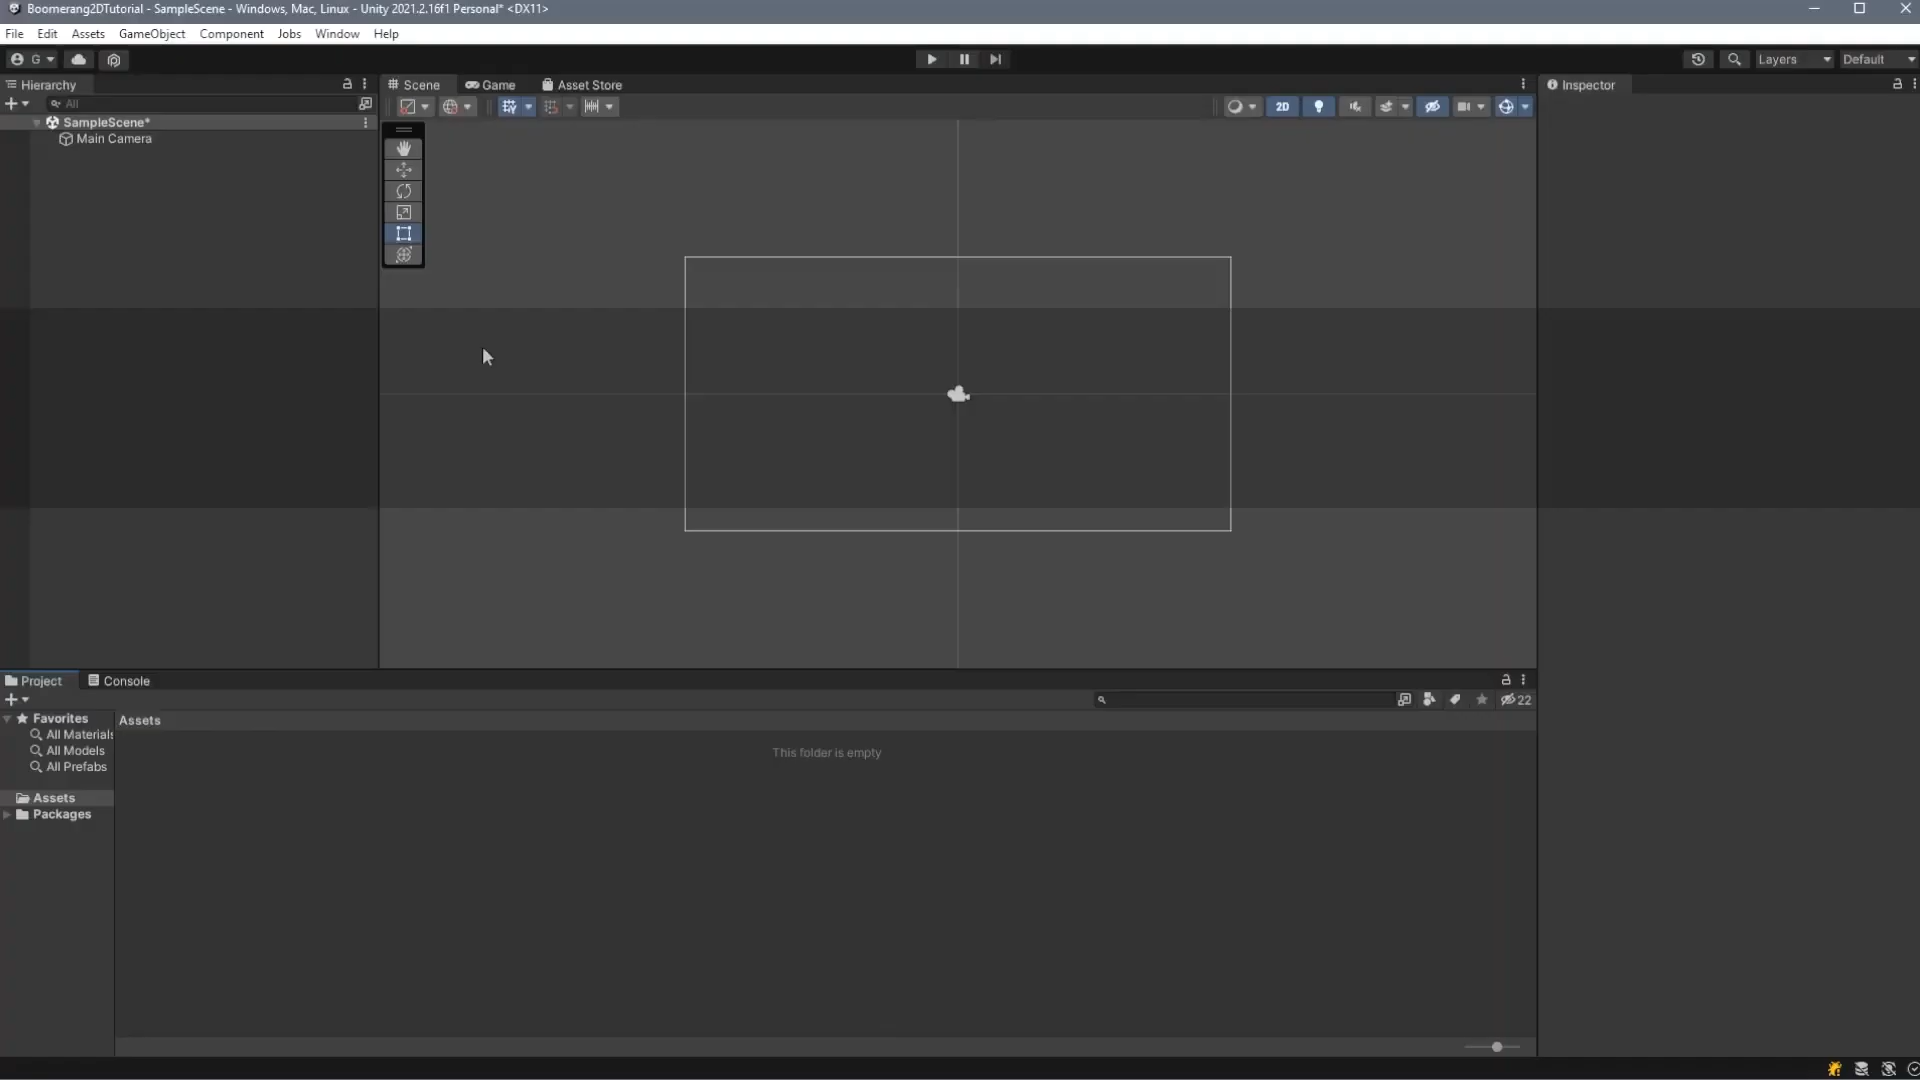 Boomerang2DTutorial - SampleScene - Windows, Mac, Linux - Unity 2021.2.16f1 Personal* <DX11>
File Edit Assets GameObject Component Jobs Window Help
G Layers Default
Hierarchy Scene Game Asset Store Inspector
All 2D
SampleScene*
Main Camera
Project Console
22
Favorites Assets
All Materials
All Models
All Prefabs
This folder is empty
Assets
Packages